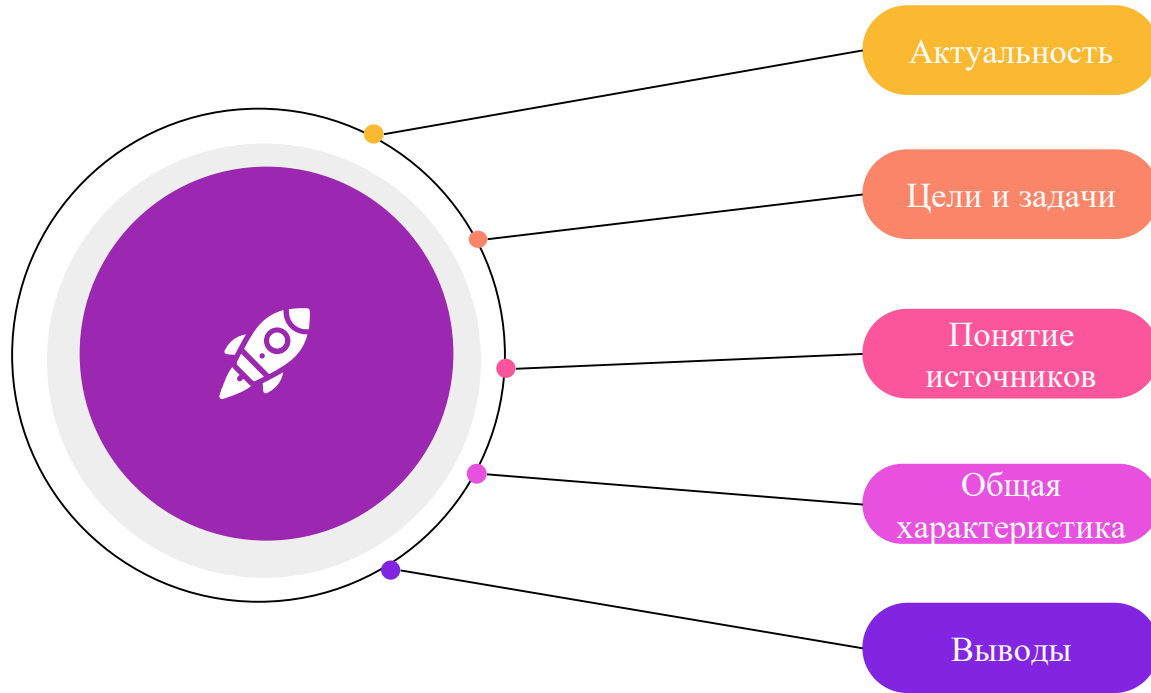 Актуальность
Цели и задачи
Понятие
источников
Общая
характеристика
Выводы